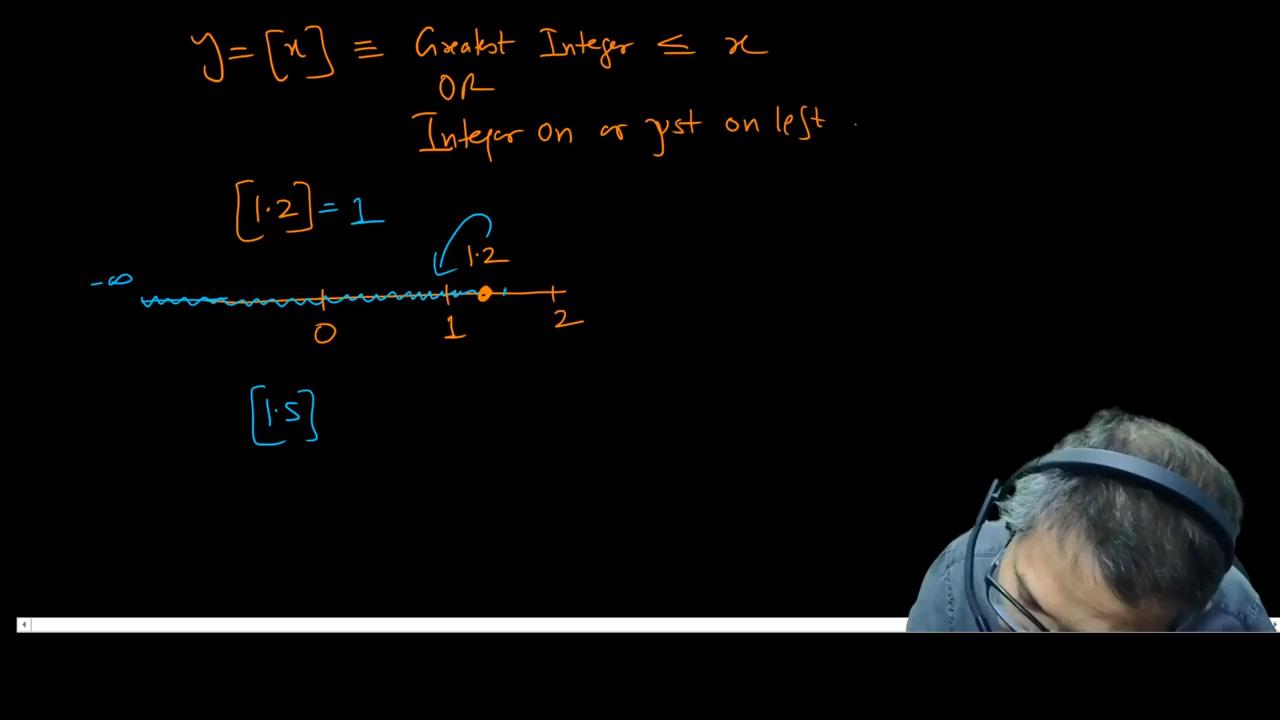 y = [x] ≡ Greatest Integer ≤ x
OR
Integer on or just on left .
[1.2] = 1
1.2
-∞
0 1 2
[1.5]